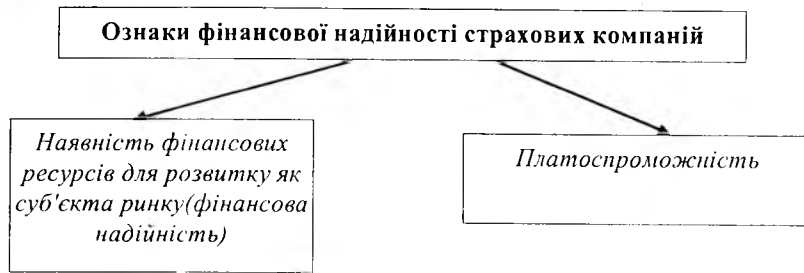 Ознаки фінансової надійності страхових компаній
Наявність фінансових
ресурсів для розвитку як
суб'єкта ринку(фінансова
надійність)
Платоспроможність